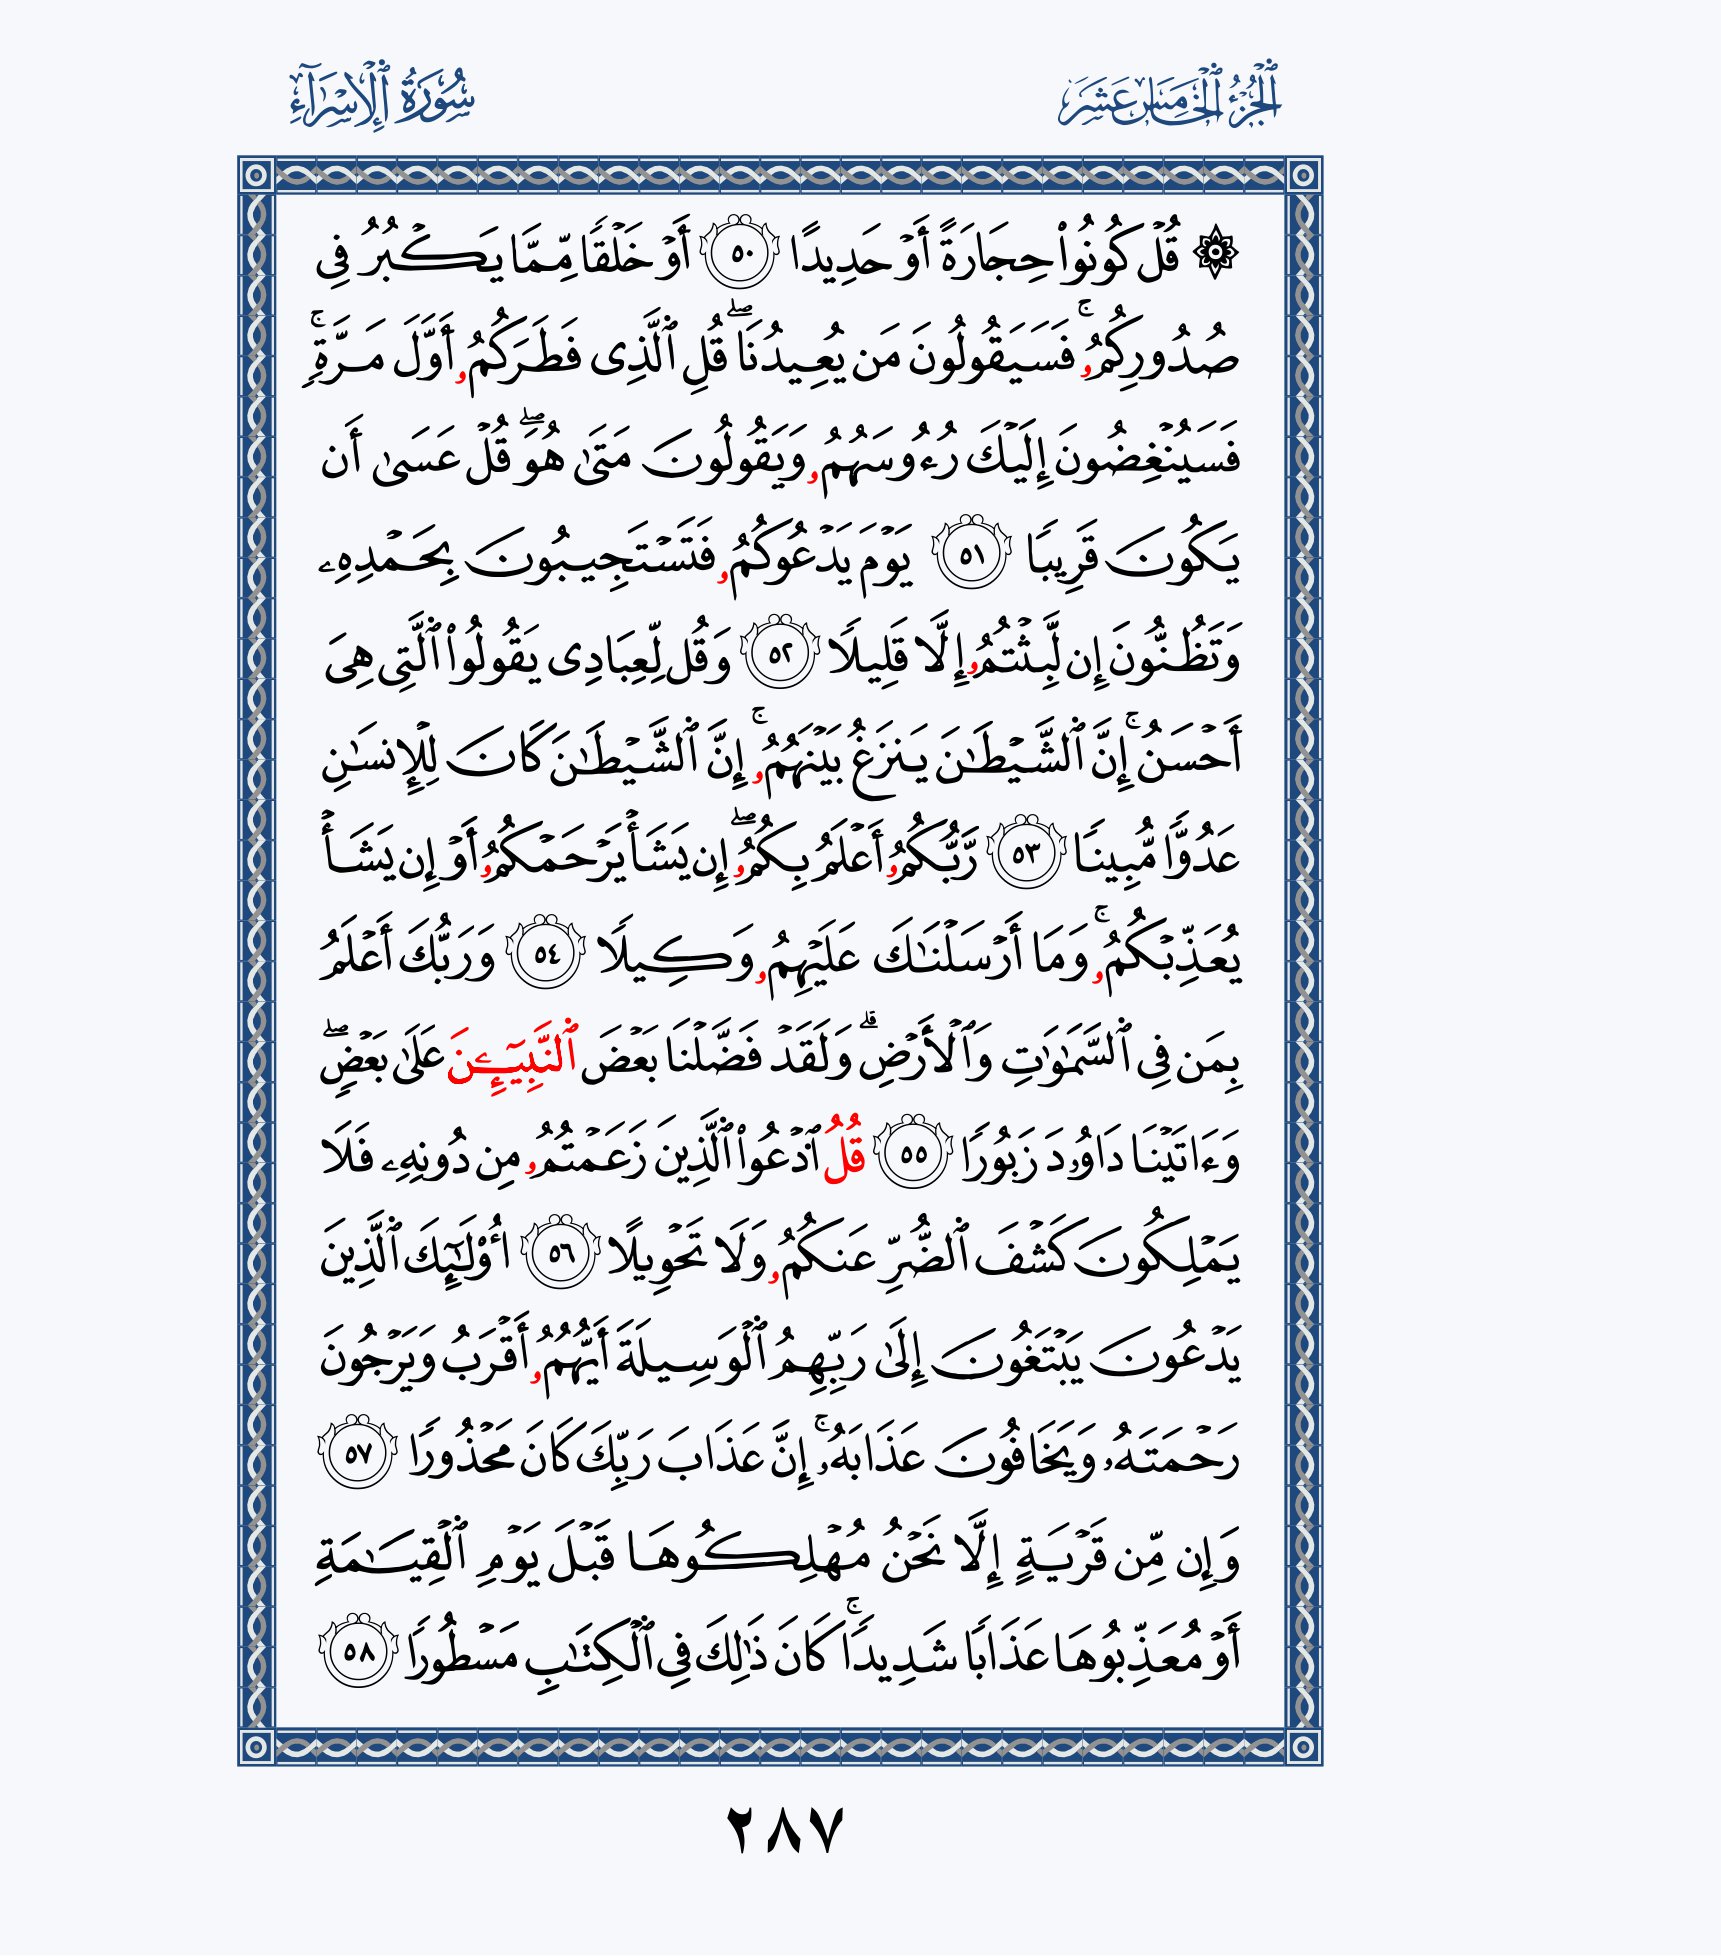 سُورَةُ ٱلْإِسْرَآءِ
ٱلْجُزْءُ ٱلْخَامِسَ عَشَرَ
۞ قُلْ كُونُوا۟ حِجَارَةً أَوْ حَدِيدًا ٥٠ أَوْ خَلْقًا مِّمَّا يَكْبُرُ فِى
صُدُورِكُمُۥۚ فَسَيَقُولُونَ مَن يُعِيدُنَاۖ قُلِ ٱلَّذِى فَطَرَكُمُۥ أَوَّلَ مَرَّةٍۚ
فَسَيُنْغِضُونَ إِلَيْكَ رُءُوسَهُمُۥ وَيَقُولُونَ مَتَىٰ هُوَۖ قُلْ عَسَىٰ أَن
يَكُونَ قَرِيبًا ٥١ يَوْمَ يَدْعُوكُمُۥ فَتَسْتَجِيبُونَ بِحَمْدِهِۦ
وَتَظُنُّونَ إِن لَّبِثْتُمُۥ إِلَّا قَلِيلًا ٥٢ وَقُل لِّعِبَادِى يَقُولُوا۟ ٱلَّتِى هِىَ
أَحْسَنُۚ إِنَّ ٱلشَّيْطَٰنَ يَنزَغُ بَيْنَهُمُۥۚ إِنَّ ٱلشَّيْطَٰنَ كَانَ لِلْإِنسَٰنِ
عَدُوًّا مُّبِينًا ٥٣ رَّبُّكُمُۥ أَعْلَمُ بِكُمُۥۖ إِن يَشَأْ يَرْحَمْكُمُۥ أَوْ إِن يَشَأْ
يُعَذِّبْكُمُۥۚ وَمَا أَرْسَلْنَٰكَ عَلَيْهِمُۥ وَكِيلًا ٥٤ وَرَبُّكَ أَعْلَمُ
بِمَن فِى ٱلسَّمَٰوَٰتِ وَٱلْأَرْضِۗ وَلَقَدْ فَضَّلْنَا بَعْضَ ٱلنَّبِيـٓـِٔينَ عَلَىٰ بَعْضٍۖ
وَءَاتَيْنَا دَاوُۥدَ زَبُورًا ٥٥ قُلُ ٱدْعُوا۟ ٱلَّذِينَ زَعَمْتُمُۥ مِن دُونِهِۦ فَلَا
يَمْلِكُونَ كَشْفَ ٱلضُّرِّ عَنكُمُۥ وَلَا تَحْوِيلًا ٥٦ أُو۟لَٰٓئِكَ ٱلَّذِينَ
يَدْعُونَ يَبْتَغُونَ إِلَىٰ رَبِّهِمُ ٱلْوَسِيلَةَ أَيُّهُمُۥ أَقْرَبُ وَيَرْجُونَ
رَحْمَتَهُۥ وَيَخَافُونَ عَذَابَهُۥۚ إِنَّ عَذَابَ رَبِّكَ كَانَ مَحْذُورًا ٥٧
وَإِن مِّن قَرْيَةٍ إِلَّا نَحْنُ مُهْلِكُوهَا قَبْلَ يَوْمِ ٱلْقِيَٰمَةِ
أَوْ مُعَذِّبُوهَا عَذَابًا شَدِيدًاۚ كَانَ ذَٰلِكَ فِى ٱلْكِتَٰبِ مَسْطُورًا ٥٨
٢٨٧